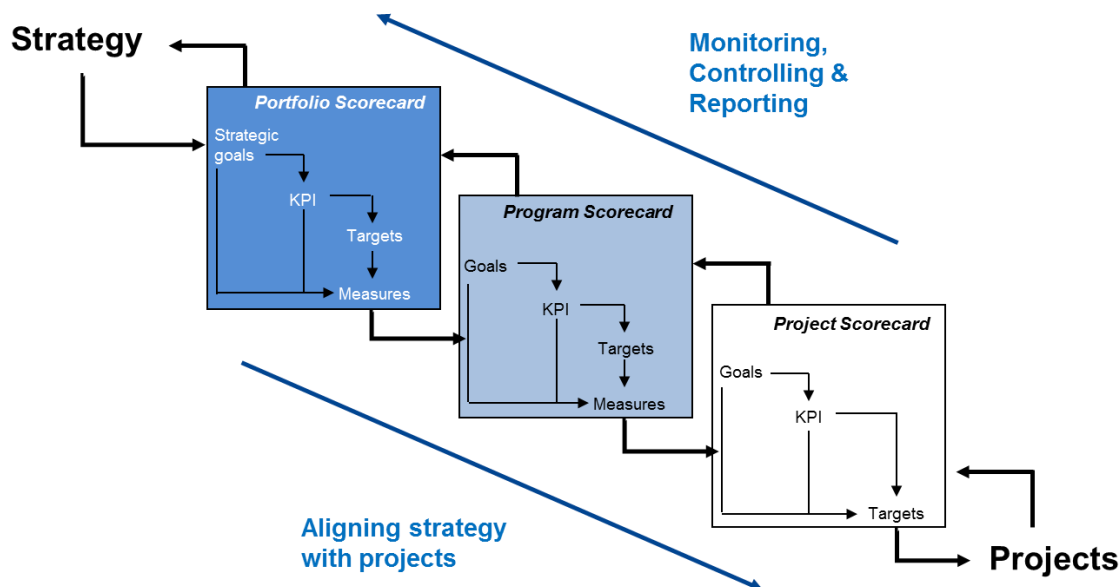 Strategy
Monitoring,
Controlling &
Reporting
Portfolio Scorecard
Strategic
goals
KPI
Targets
Measures
Program Scorecard
Goals
KPI
Targets
Measures
Project Scorecard
Goals
KPI
Targets
Aligning strategy
with projects
Projects